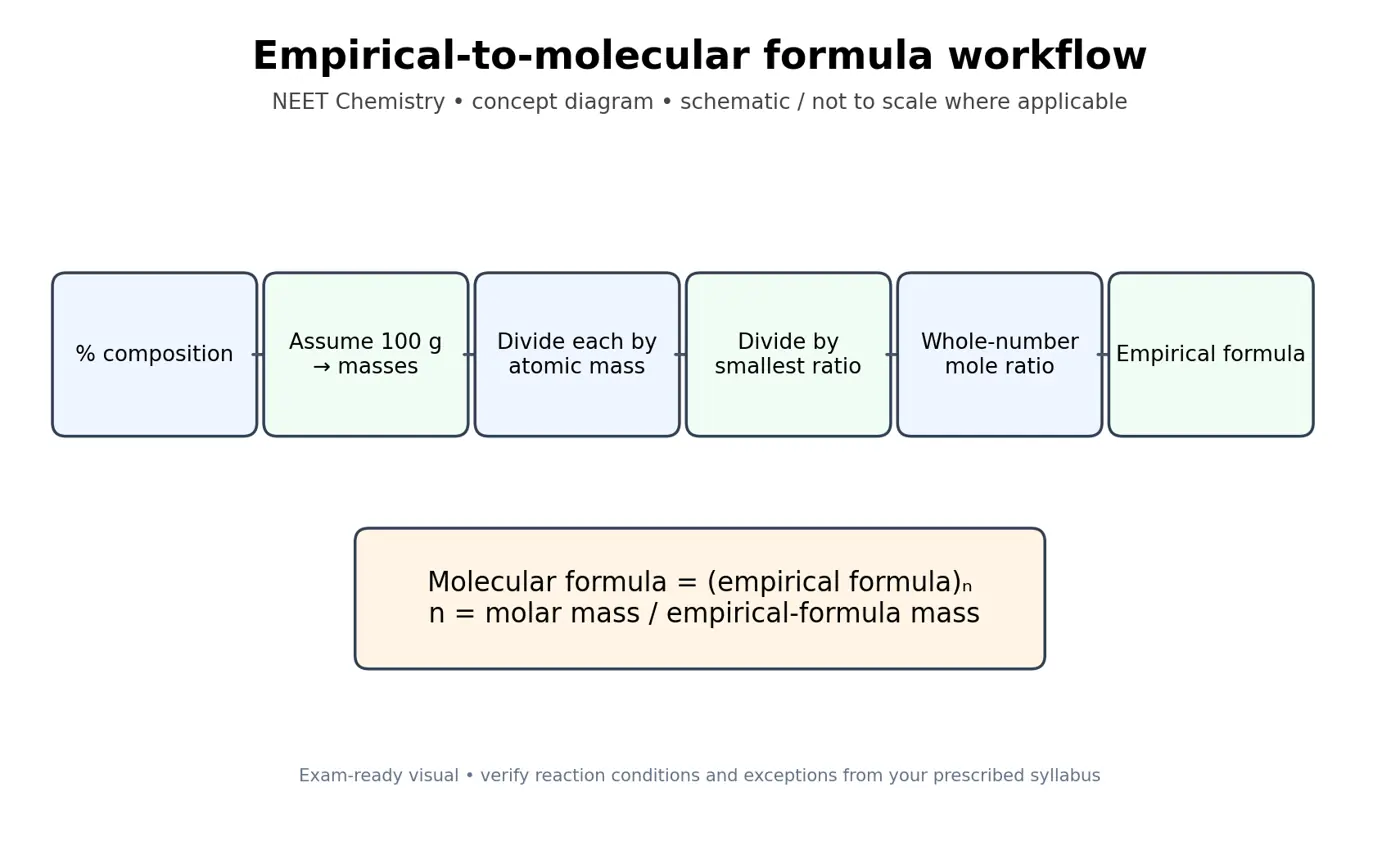 Empirical-to-molecular formula workflow
NEET Chemistry • concept diagram • schematic / not to scale where applicable
% composition
Assume 100 g
→ masses
Divide each by
atomic mass
Divide by
smallest ratio
Whole-number
mole ratio
Empirical formula
Molecular formula = (empirical formula)ₙ
n = molar mass / empirical-formula mass
Exam-ready visual • verify reaction conditions and exceptions from your prescribed syllabus